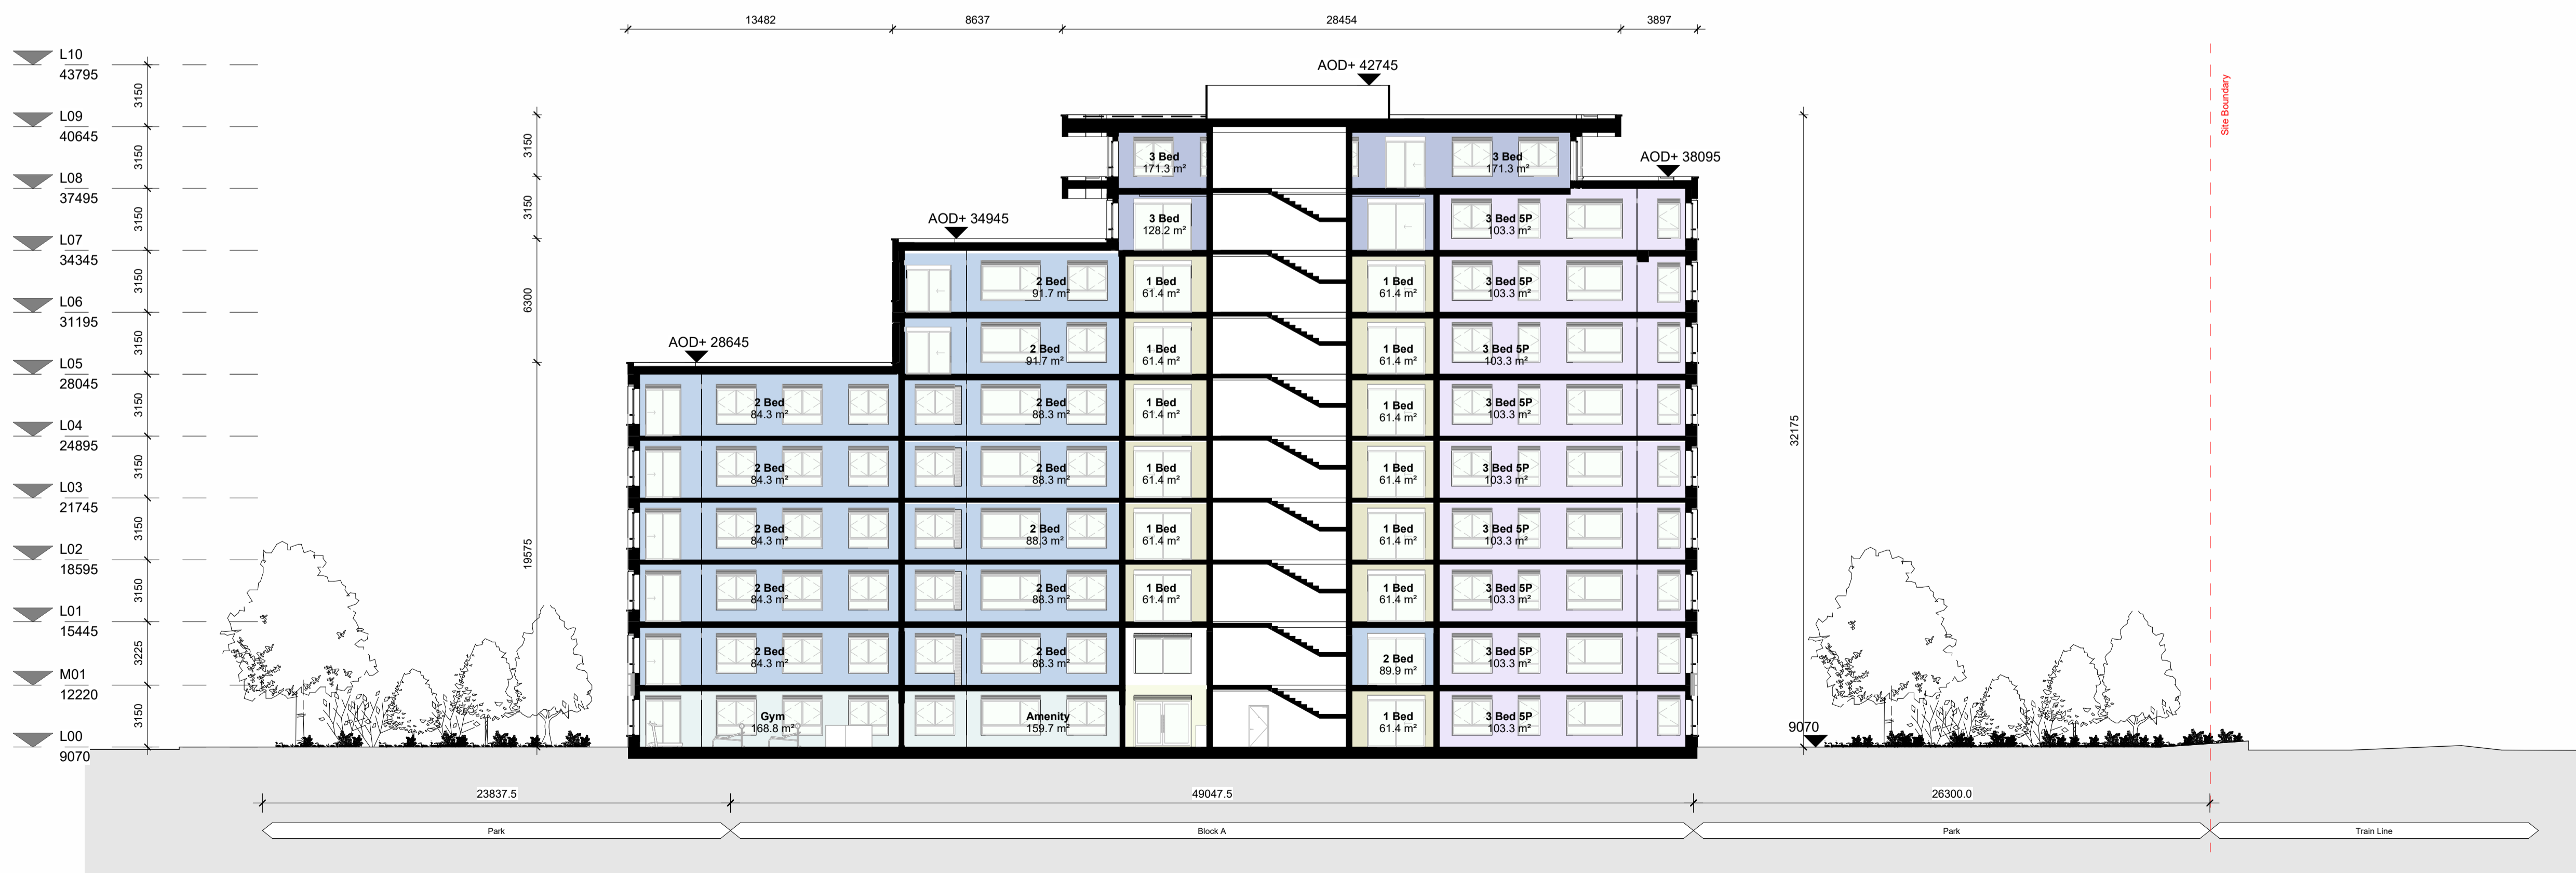 13482
8637
28454
3897
L10
43795
3150
L09
40645
3150
L08
37495
3150
L07
34345
3150
L06
31195
3150
L05
28045
3150
L04
24895
3150
L03
21745
3150
L02
18595
3150
L01
15445
3225
M01
12220
3150
L00
9070
3150
3150
6300
19575
AOD+ 42745
AOD+ 38095
AOD+ 34945
AOD+ 28645
3 Bed
171.3 m²
3 Bed
171.3 m²
3 Bed
128.2 m²
3 Bed 5P
103.3 m²
2 Bed
91.7 m²
1 Bed
61.4 m²
1 Bed
61.4 m²
3 Bed 5P
103.3 m²
2 Bed
91.7 m²
1 Bed
61.4 m²
1 Bed
61.4 m²
3 Bed 5P
103.3 m²
2 Bed
84.3 m²
2 Bed
88.3 m²
1 Bed
61.4 m²
1 Bed
61.4 m²
3 Bed 5P
103.3 m²
2 Bed
84.3 m²
2 Bed
88.3 m²
1 Bed
61.4 m²
1 Bed
61.4 m²
3 Bed 5P
103.3 m²
2 Bed
84.3 m²
2 Bed
88.3 m²
1 Bed
61.4 m²
1 Bed
61.4 m²
3 Bed 5P
103.3 m²
2 Bed
84.3 m²
2 Bed
88.3 m²
1 Bed
61.4 m²
1 Bed
61.4 m²
3 Bed 5P
103.3 m²
2 Bed
84.3 m²
2 Bed
88.3 m²
2 Bed
89.9 m²
3 Bed 5P
103.3 m²
Gym
168.8 m²
Amenity
159.7 m²
1 Bed
61.4 m²
3 Bed 5P
103.3 m²
32175
9070
Site Boundary
23837.5
49047.5
26300.0
Park
Block A
Park
Train Line